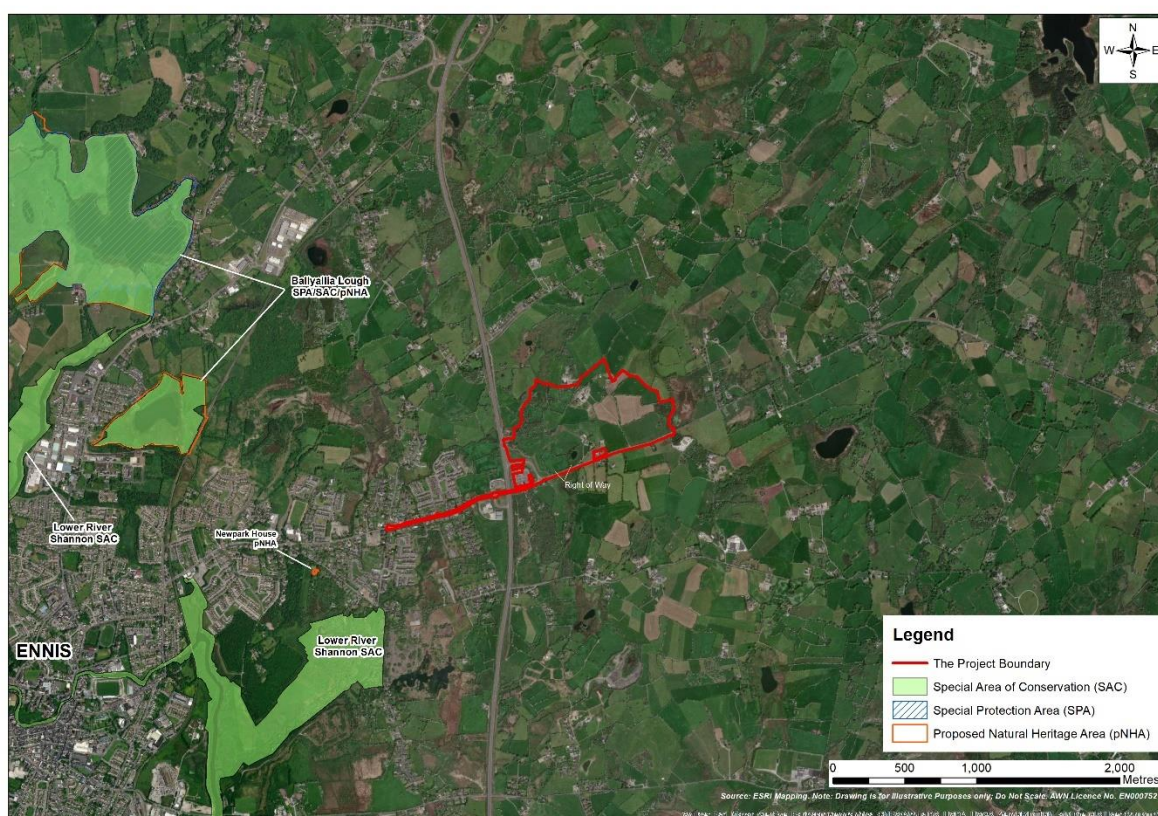 N
W E
S
Ballyallia Lough
SPA/SAC/pNHA
Right of Way
Lower River
Shannon SAC
Newpark House
pNHA
Lower River
Shannon SAC
ENNIS
Legend
The Project Boundary
Special Area of Conservation (SAC)
Special Protection Area (SPA)
Proposed Natural Heritage Area (pNHA)
0 500 1,000 2,000
Metres
Source: ESRI Mapping. Note: Drawing is for Illustrative Purposes only; Do Not Scale. AWN Licence No. EN000752